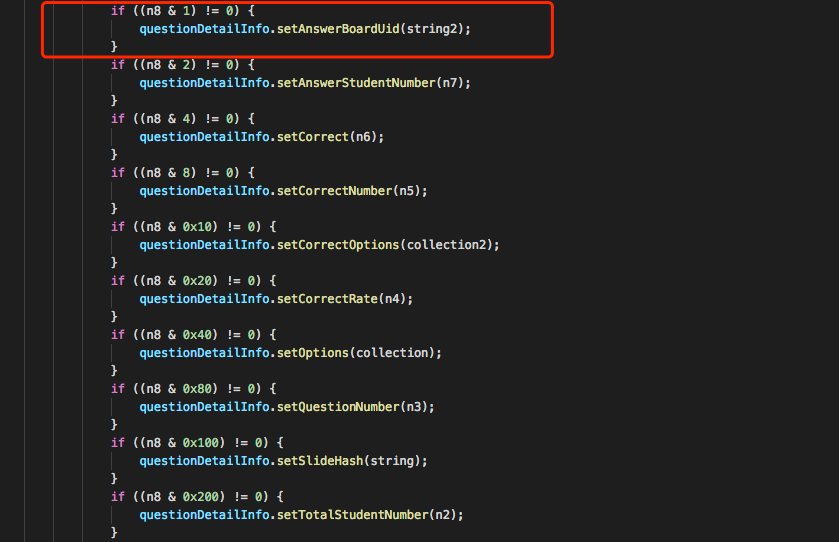 if ((n8 & 1) != 0) {
questionDetailInfo.setAnswerBoardUid(string2);
}
if ((n8 & 2) != 0) {
questionDetailInfo.setAnswerStudentNumber(n7);
}
if ((n8 & 4) != 0) {
questionDetailInfo.setCorrect(n6);
}
if ((n8 & 8) != 0) {
questionDetailInfo.setCorrectNumber(n5);
}
if ((n8 & 0x10) != 0) {
questionDetailInfo.setCorrectOptions(collection2);
}
if ((n8 & 0x20) != 0) {
questionDetailInfo.setCorrectRate(n4);
}
if ((n8 & 0x40) != 0) {
questionDetailInfo.setOptions(collection);
}
if ((n8 & 0x80) != 0) {
questionDetailInfo.setQuestionNumber(n3);
}
if ((n8 & 0x100) != 0) {
questionDetailInfo.setSlideHash(string);
}
if ((n8 & 0x200) != 0) {
questionDetailInfo.setTotalStudentNumber(n2);
}